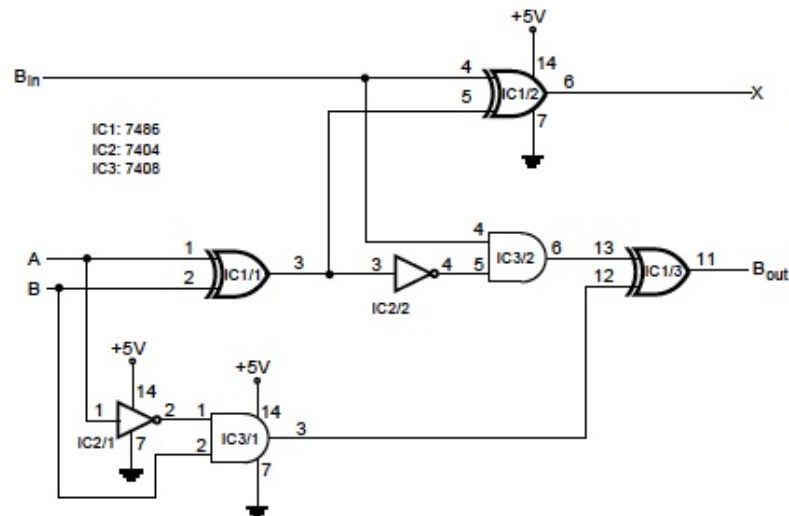 +5V
B_In
4
14
6
IC1/2
X
5
7
IC1: 7486
IC2: 7404
IC3: 7408
A
1
IC1/1
3
B
2
3
4
IC2/2
4
5
IC3/2
6
13
12
IC1/3
11
B_out
+5V
14
1
2
IC2/1
7
+5V
14
1
2
IC3/1
3
7